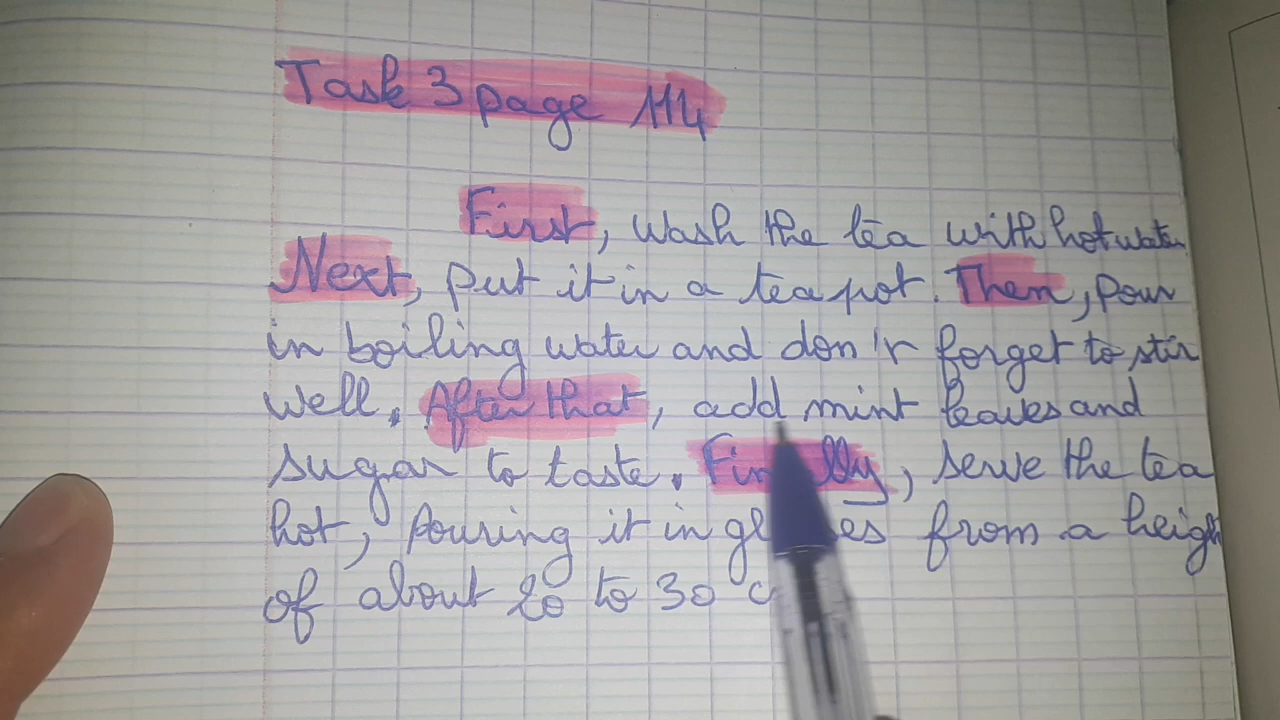 Task 3 page 114
First, wash the tea with hot water
Next, put it in a tea pot. Then, pour
in boiling water and don't forget to stir
well. After that, add mint leaves and
sugar to taste. Finally, serve the tea
hot, pouring it in from a heigh
of about 20 to 30